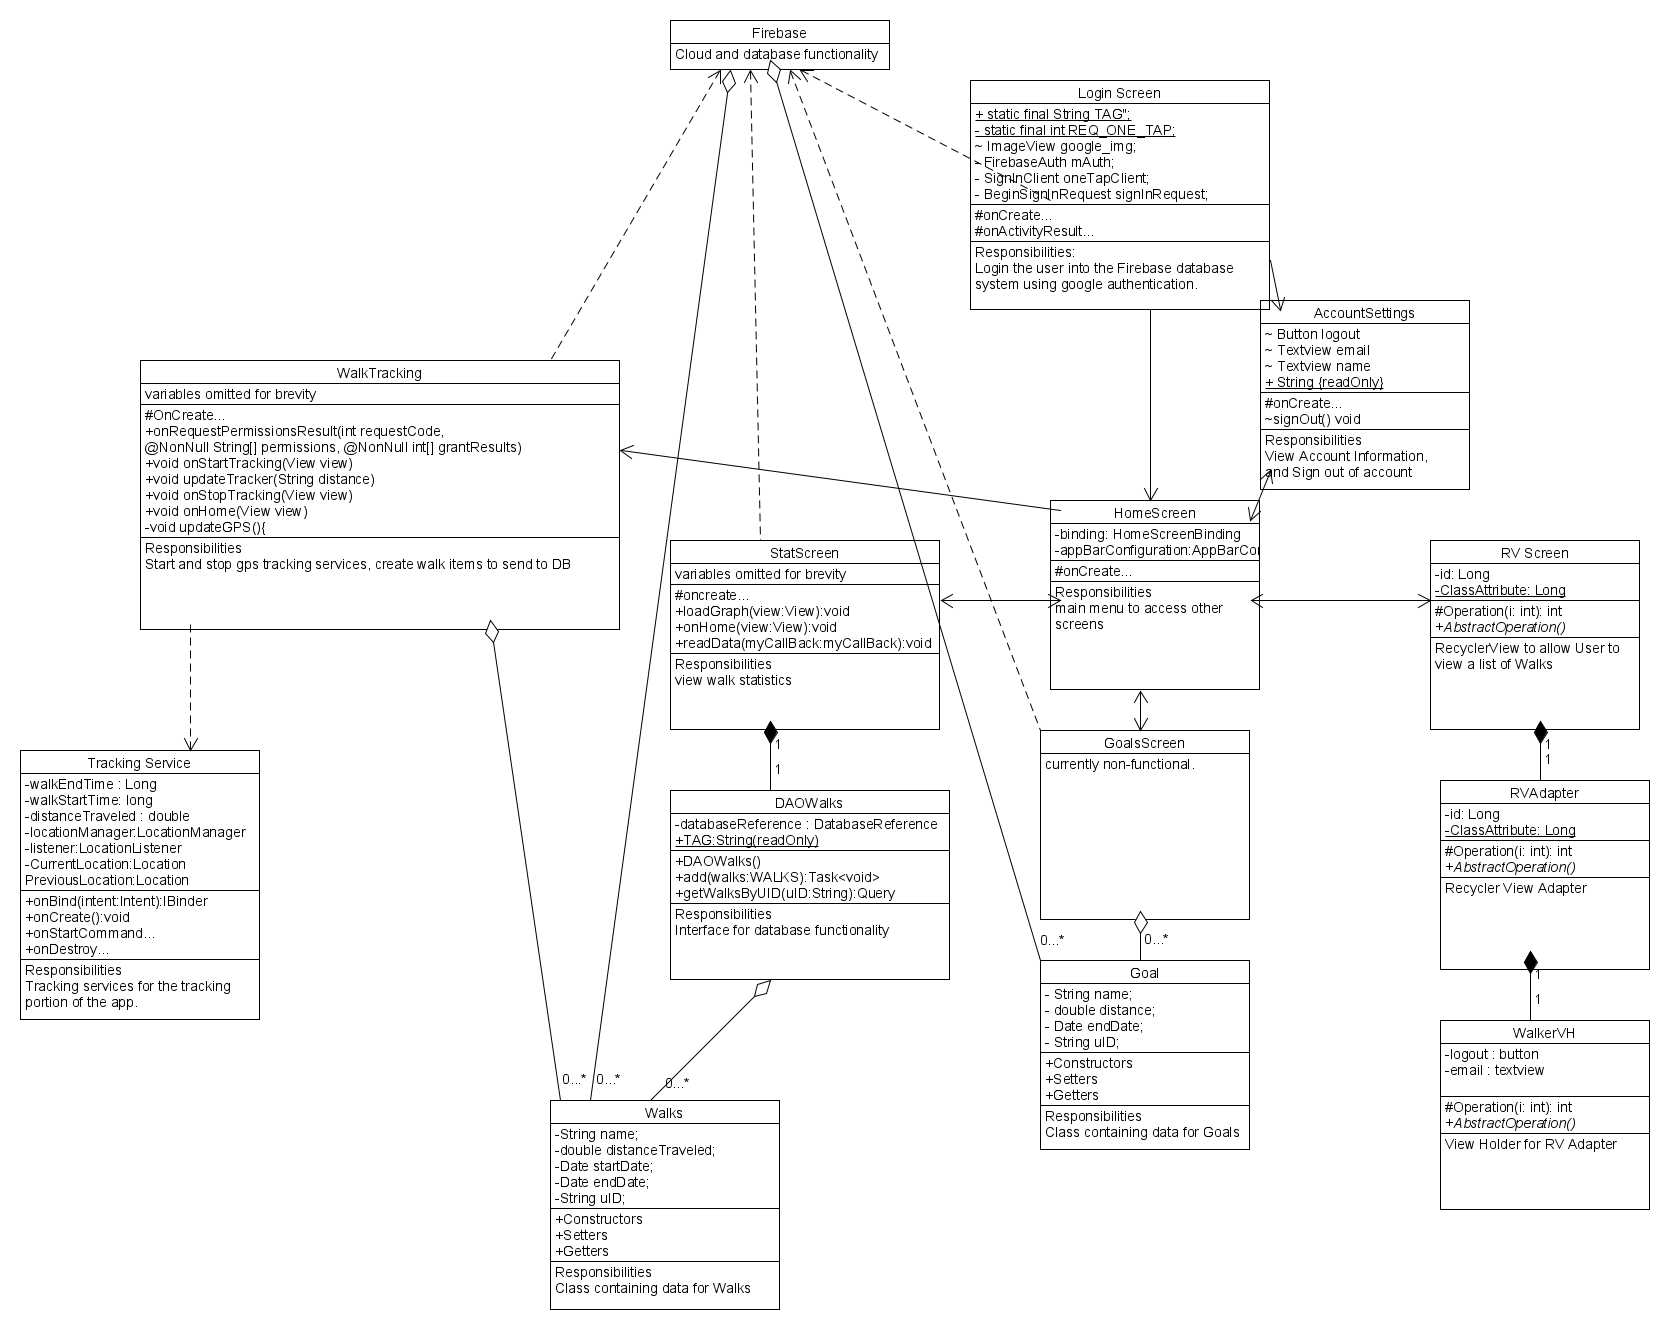 Firebase
Cloud and database functionality
Login Screen
+ static final String TAG";
- static final int REQ_ONE_TAP;
~ ImageView google_img;
- FirebaseAuth mAuth;
- SignInClient oneTapClient;
- BeginSignInRequest signInRequest;
#onCreate...
#onActivityResult...
Responsibilities:
Login the user into the Firebase database
system using google authentication.
AccountSettings
~ Button logout
~ Textview email
~ Textview name
+ String {readOnly}
#onCreate...
~signOut() void
Responsibilities
View Account Information,
and Sign out of account
WalkTracking
variables omitted for brevity
#OnCreate...
+onRequestPermissionsResult(int requestCode,
@NonNull String[] permissions, @NonNull int[] grantResults)
+void onStartTracking(View view)
+void updateTracker(String distance)
+void onStopTracking(View view)
+void onHome(View view)
-void updateGPS(){
Responsibilities
Start and stop gps tracking services, create walk items to send to DB
HomeScreen
-binding: HomeScreenBinding
-appBarConfiguration:AppBarCor
#onCreate...
Responsibilities
main menu to access other
screens
StatScreen
variables omitted for brevity
#oncreate...
+loadGraph(view:View):void
+onHome(view:View):void
+readData(myCallBack:myCallBack):void
Responsibilities
view walk statistics
1
1
RV Screen
-id: Long
-ClassAttribute: Long
#Operation(i: int): int
+AbstractOperation()
RecyclerView to allow User to
view a list of Walks
1
1
GoalsScreen
currently non-functional.
0...*
0...*
Tracking Service
-walkEndTime : Long
-walkStartTime: long
-distanceTraveled : double
-locationManager:LocationManager
-listener:LocationListener
-CurrentLocation:Location
PreviousLocation:Location
+onBind(intent:Intent):IBinder
+onCreate():void
+onStartCommand...
+onDestroy...
Responsibilities
Tracking services for the tracking
portion of the app.
DAOWalks
-databaseReference : DatabaseReference
+TAG:String(readOnly)
+DAOWalks()
+add(walks:WALKS):Task<void>
+getWalksByUID(uID:String):Query
Responsibilities
Interface for database functionality
RVAdapter
-id: Long
-ClassAttribute: Long
#Operation(i: int): int
+AbstractOperation()
Recycler View Adapter
1
1
Goal
- String name;
- double distance;
- Date endDate;
- String uID;
+Constructors
+Setters
+Getters
Responsibilities
Class containing data for Goals
WalkerVH
-logout : button
-email : textview
#Operation(i: int): int
+AbstractOperation()
View Holder for RV Adapter
0...*
0...*
0...*
Walks
-String name;
-double distanceTraveled;
-Date startDate;
-Date endDate;
-String uID;
+Constructors
+Setters
+Getters
Responsibilities
Class containing data for Walks